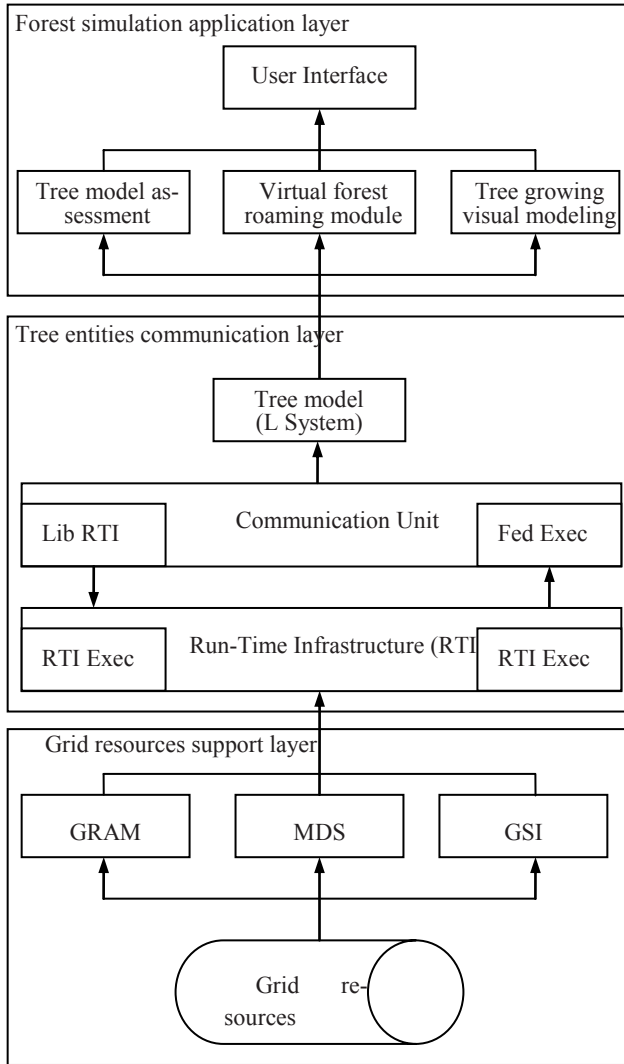 Forest simulation application layer
User Interface
Tree model as-
sessment
Virtual forest
roaming module
Tree growing
visual modeling
Tree entities communication layer
Tree model
(L System)
Communication Unit
Lib RTI
Fed Exec
Run-Time Infrastructure (RTI
RTI Exec
RTI Exec
Grid resources support layer
GRAM
MDS
GSI
Grid re-
sources